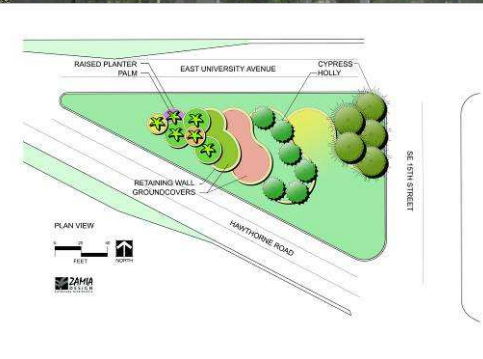 RAISED PLANTER
PALM
EAST UNIVERSITY AVENUE
CYPRESS
HOLLY
SE 15TH STREET
RETAINING WALL
GROUNDCOVERS
HAWTHORNE ROAD
PLAN VIEW
0
FEET
NORTH
ZAMIA
DESIGN